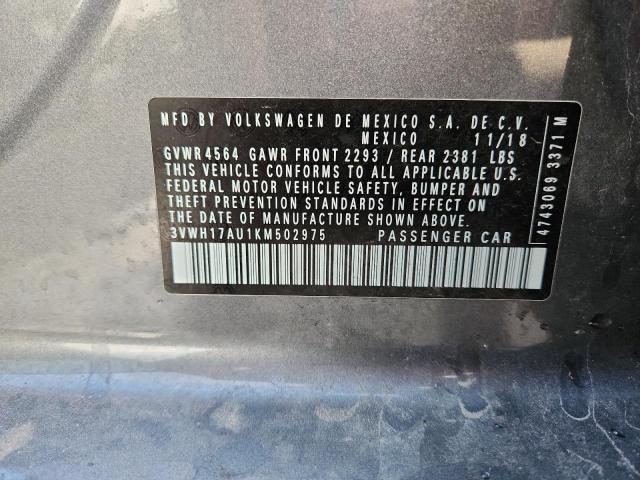 MFD BY VOLKSWAGEN DE MEXICO S.A. DE C.V.
MEXICO 11/18
GVWR 4564 GAWR FRONT 2293 / REAR 2381 LBS
THIS VEHICLE CONFORMS TO ALL APPLICABLE U.S.
FEDERAL MOTOR VEHICLE SAFETY, BUMPER AND
THEFT PREVENTION STANDARDS IN EFFECT ON
THE DATE OF MANUFACTURE SHOWN ABOVE.
3VWH17AU1KM502975 PASSENGER CAR
4743069 3371 M